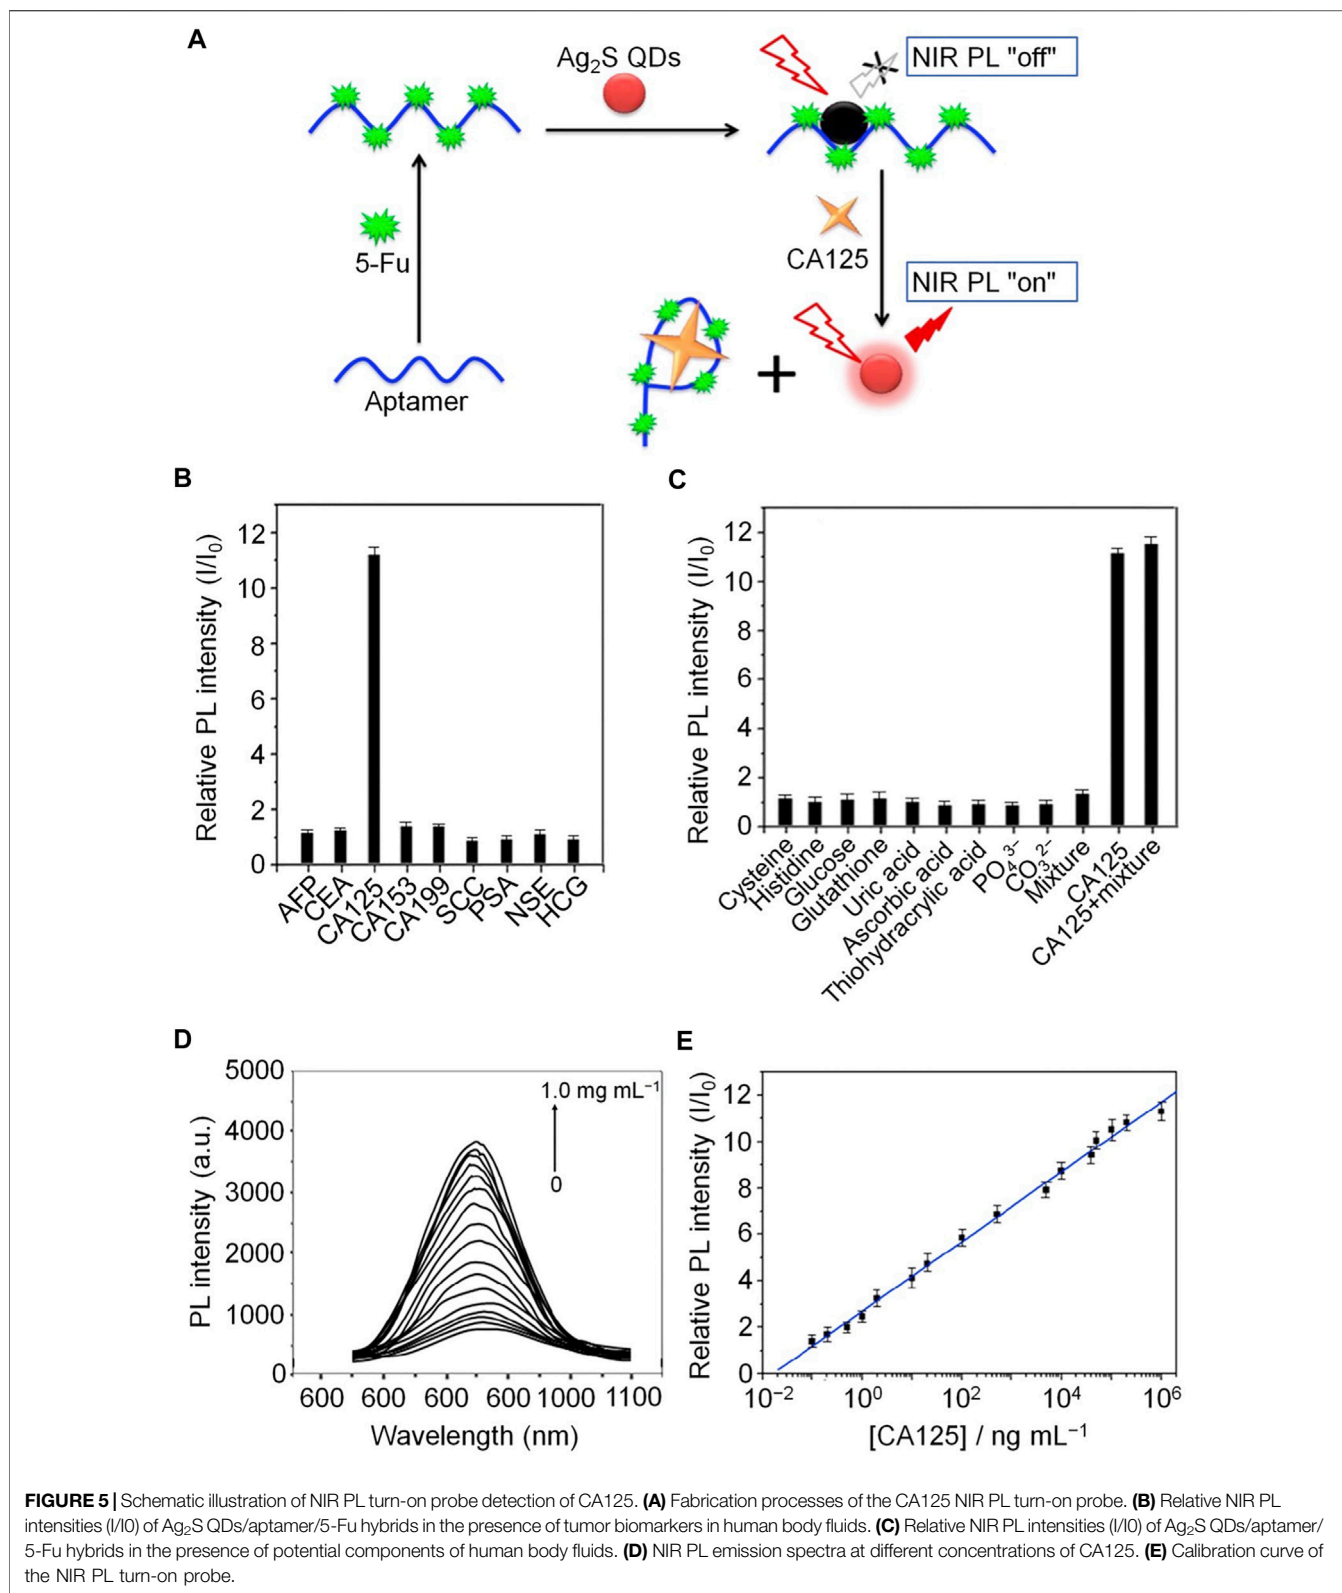 A
Ag₂S QDs
NIR PL "off"
5-Fu
CA125
NIR PL "on"
Aptamer
B
Relative PL intensity (I/I₀)
12
10
8
6
4
2
0
AFP
CEA
CA125
CA153
CA199
SCC
PSA
NSE
HCG
C
Relative PL intensity (I/I₀)
12
10
8
6
4
2
0
Cysteine
Histidine
Glucose
Glutathione
Uric acid
Ascorbic acid
Thiohydracrylic acid
PO₄³⁻
CO₃²⁻
Mixture
CA125
CA125+mixture
D
PL intensity (a.u.)
5000
4000
3000
2000
1000
0
1.0 mg mL⁻¹
0
600 600 600 600 1000 1100
Wavelength (nm)
E
Relative PL intensity (I/I₀)
12
10
8
6
4
2
0
10⁻² 10⁰ 10² 10⁴ 10⁶
[CA125] / ng mL⁻¹
FIGURE 5 | Schematic illustration of NIR PL turn-on probe detection of CA125. (A) Fabrication processes of the CA125 NIR PL turn-on probe. (B) Relative NIR PL
intensities (I/I0) of Ag₂S QDs/aptamer/5-Fu hybrids in the presence of tumor biomarkers in human body fluids. (C) Relative NIR PL intensities (I/I0) of Ag₂S QDs/aptamer/
5-Fu hybrids in the presence of potential components of human body fluids. (D) NIR PL emission spectra at different concentrations of CA125. (E) Calibration curve of
the NIR PL turn-on probe.